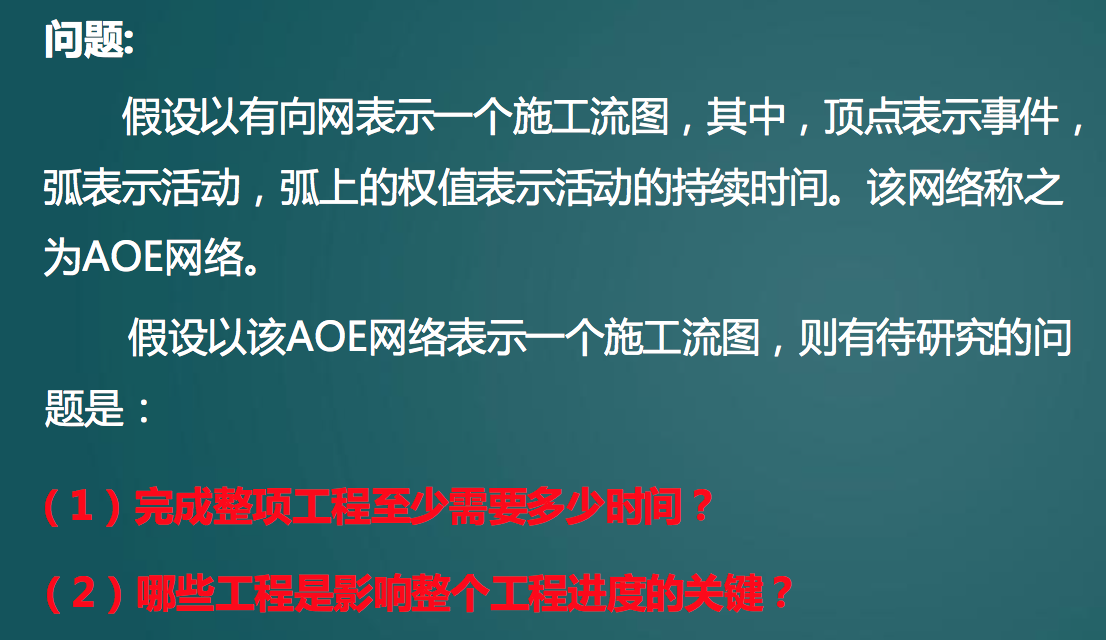 问题:
假设以有向网表示一个施工流图，其中，顶点表示事件，
弧表示活动，弧上的权值表示活动的持续时间。该网络称之
为AOE网络。
假设以该AOE网络表示一个施工流图，则有待研究的问
题是：
（1）完成整项工程至少需要多少时间？
（2）哪些工程是影响整个工程进度的关键？